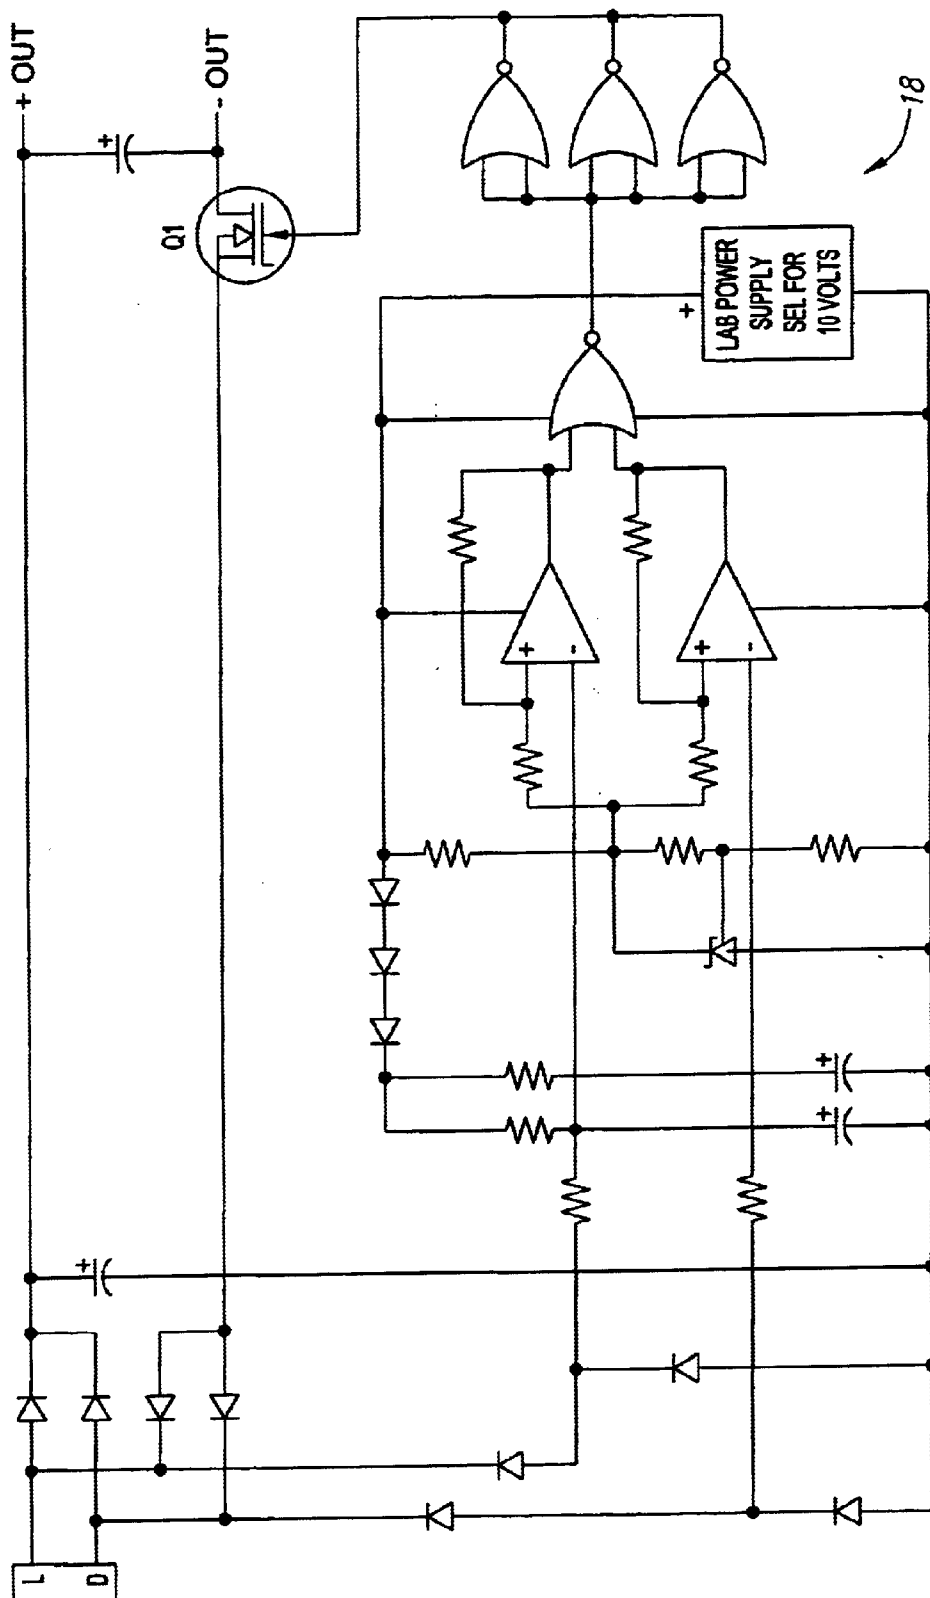 + OUT
- OUT
+
Q1
18
LAB POWER
SUPPLY
SEL FOR
10 VOLTS
+
+
-
+
-
+
+
+
L
D